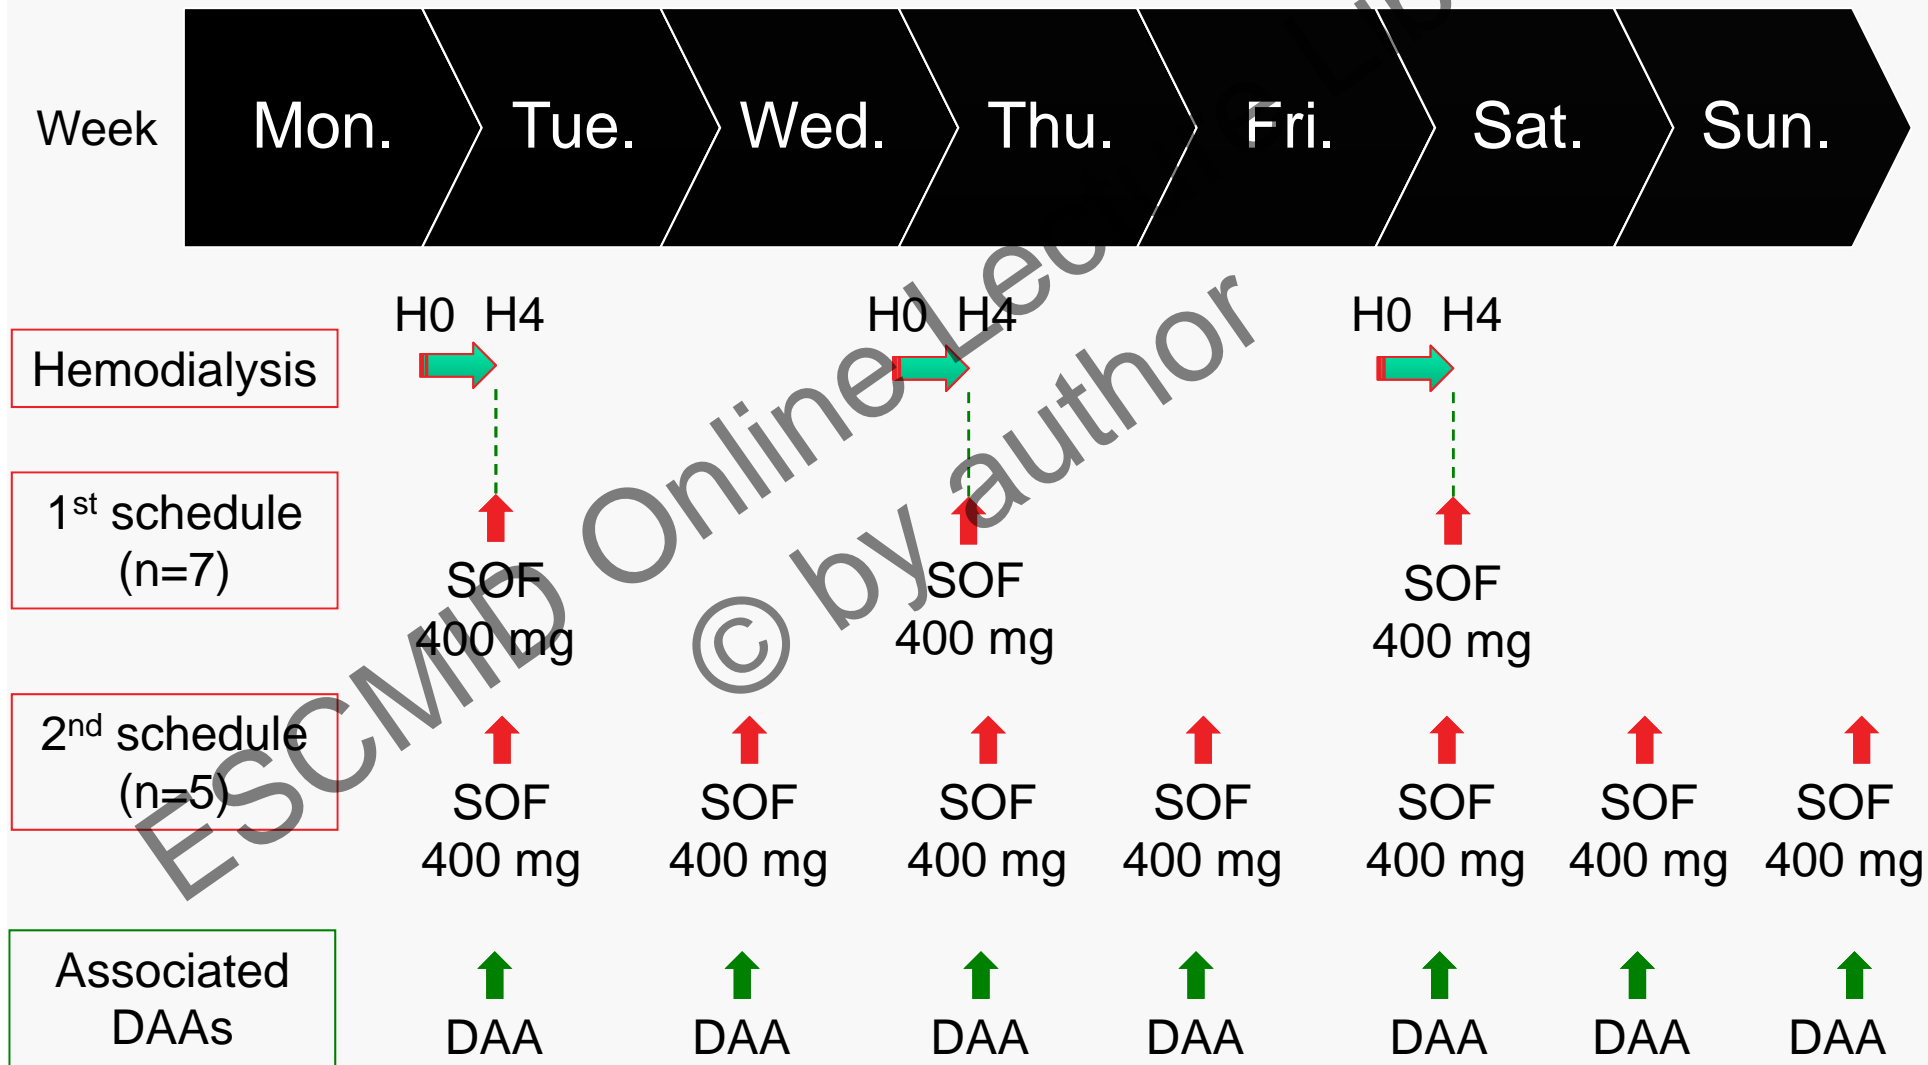 Week Mon. Tue. Wed. Thu. Fri. Sat. Sun.
H0 H4 H0 H4 H0 H4
Hemodialysis
1st schedule
(n=7)
SOF SOF SOF
400 mg 400 mg 400 mg
2nd schedule
(n=5)
SOF SOF SOF SOF SOF SOF SOF
400 mg 400 mg 400 mg 400 mg 400 mg 400 mg 400 mg
Associated
DAAs
DAA DAA DAA DAA DAA DAA DAA
ESCMID Online Lecture Lib
© by author